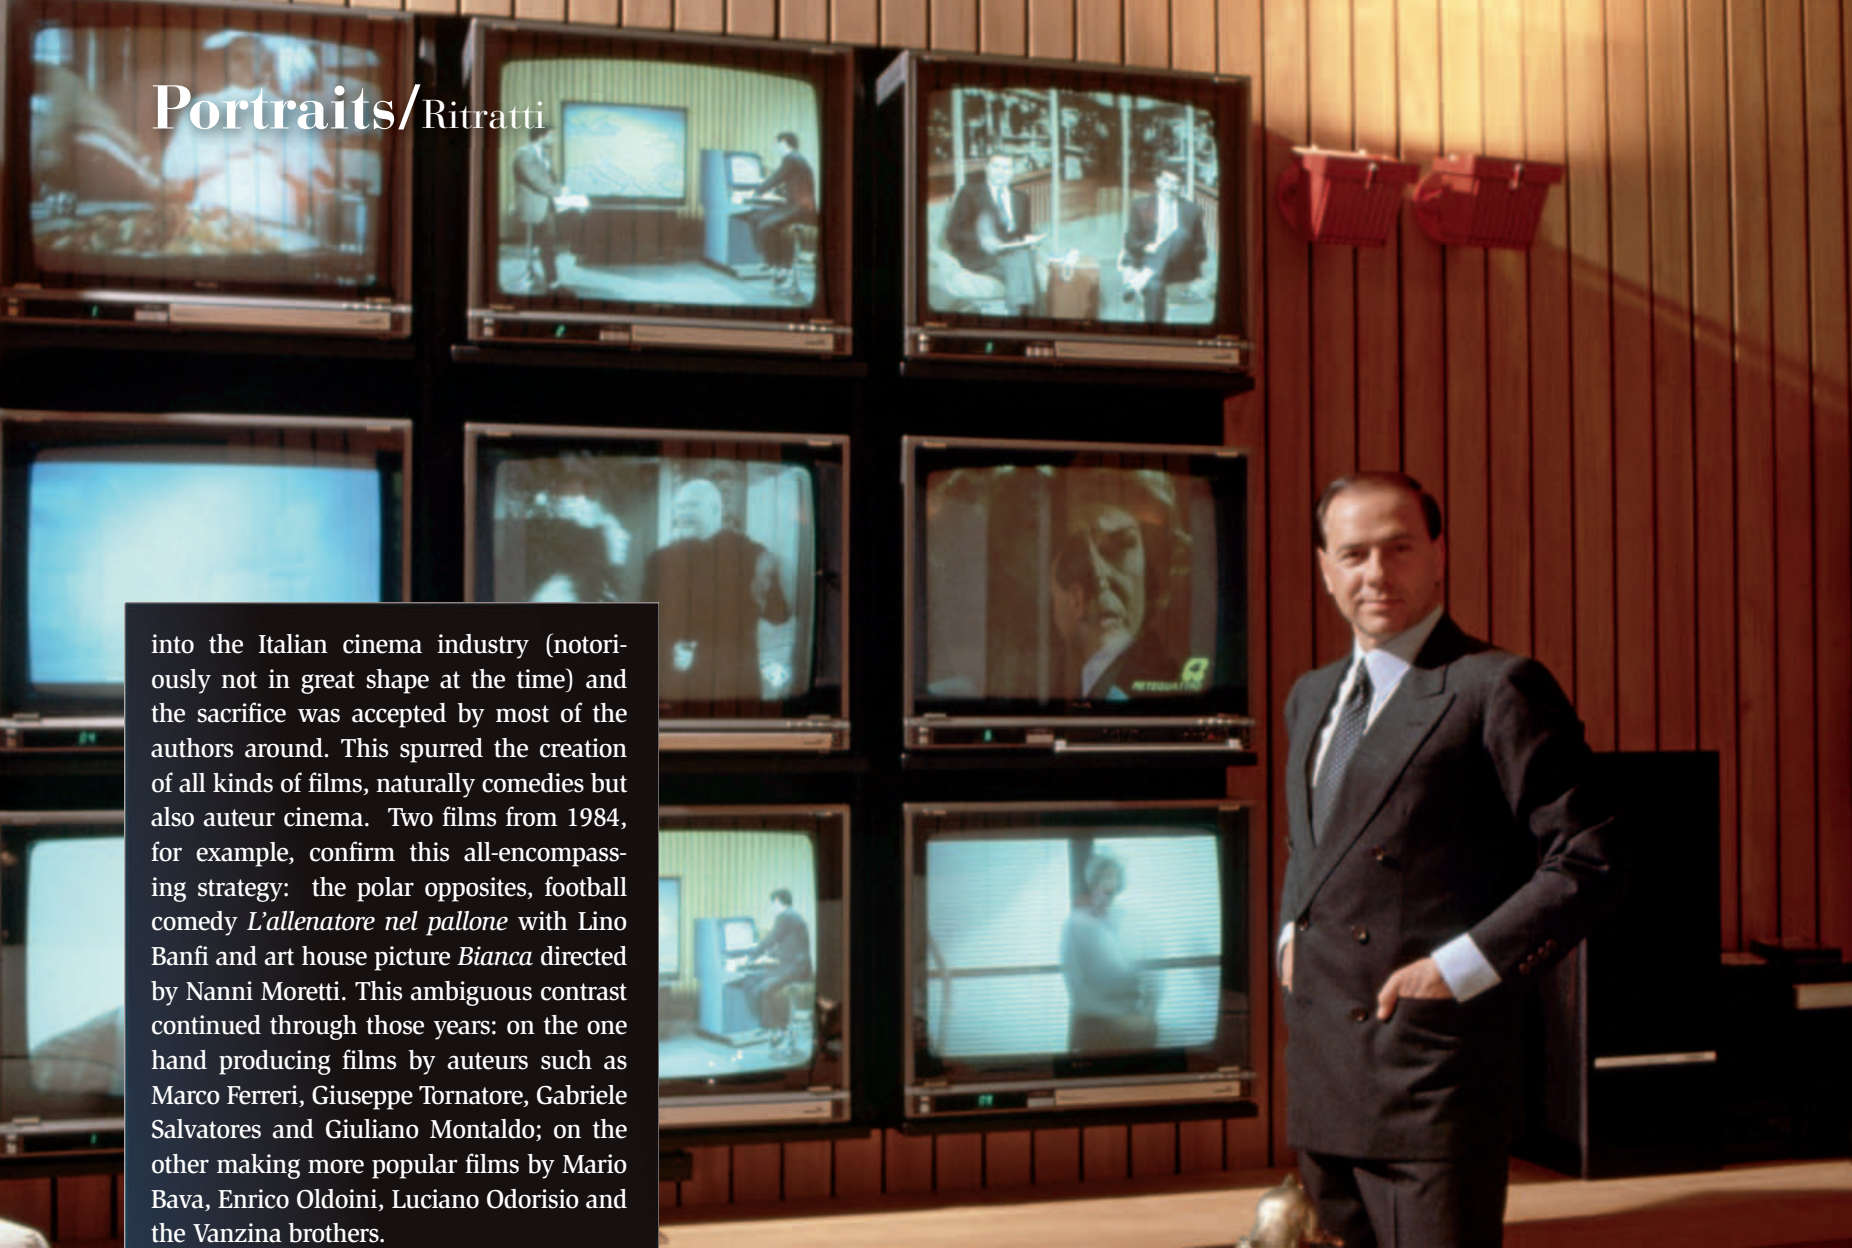 Portraits/Ritratti
into the Italian cinema industry (notori-
ously not in great shape at the time) and
the sacrifice was accepted by most of the
authors around. This spurred the creation
of all kinds of films, naturally comedies but
also auteur cinema.  Two films from 1984,
for example, confirm this all-encompass-
ing strategy:  the polar opposites, football
comedy L’allenatore nel pallone with Lino
Banfi and art house picture Bianca directed
by Nanni Moretti. This ambiguous contrast
continued through those years: on the one
hand producing films by auteurs such as
Marco Ferreri, Giuseppe Tornatore, Gabriele
Salvatores and Giuliano Montaldo; on the
other making more popular films by Mario
Bava, Enrico Oldoini, Luciano Odorisio and
the Vanzina brothers.
RETEQUATTRO